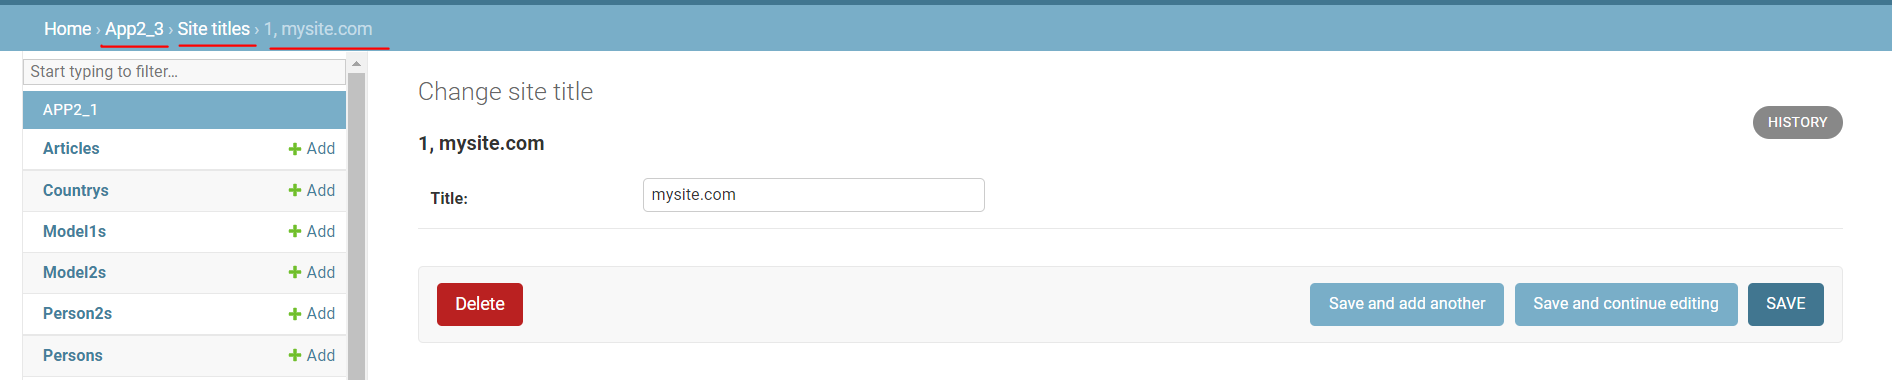 Home › App2_3 › Site titles › 1, mysite.com
Start typing to filter...
APP2_1
Articles Add
Countrys Add
Model1s Add
Model2s Add
Person2s Add
Persons Add
Change site title
HISTORY
1, mysite.com
Title: mysite.com
Delete Save and add another Save and continue editing SAVE